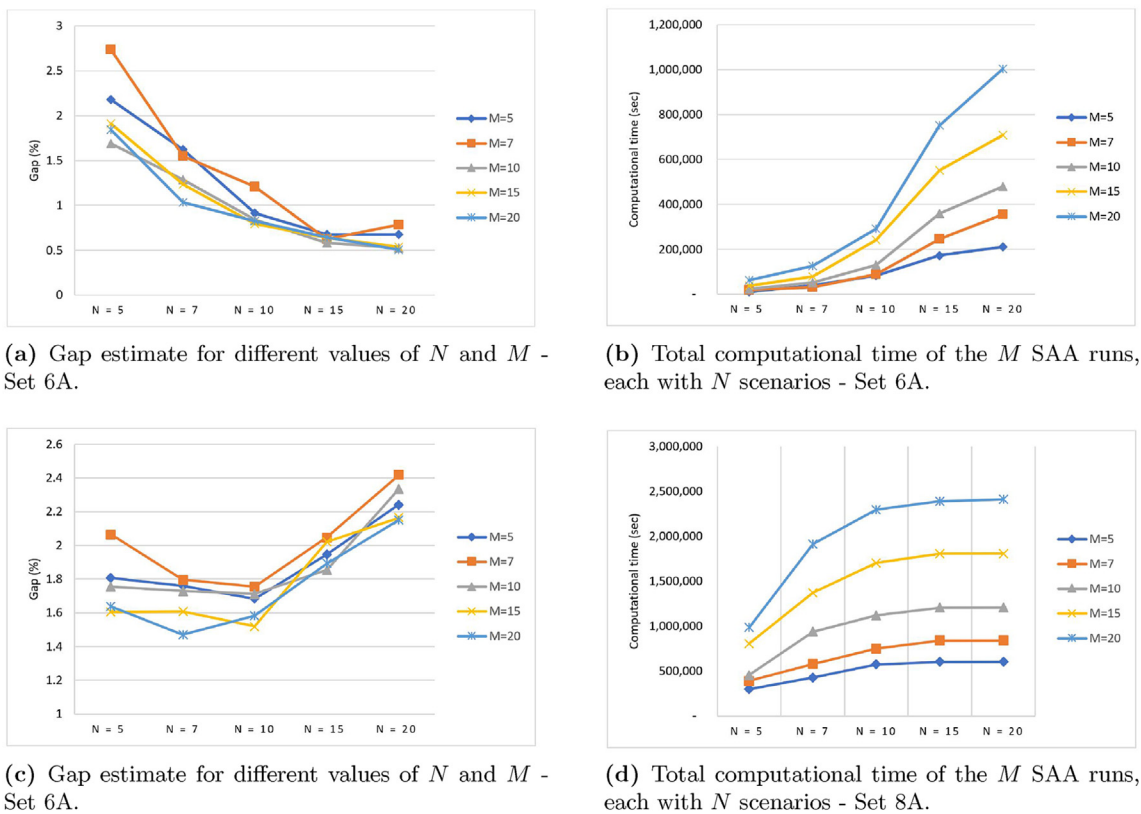 3
2.5
2
1.5
1
0.5
0
Gap (%)
N = 5 N = 7 N = 10 N = 15 N = 20
M=5
M=7
M=10
M=15
M=20
(a) Gap estimate for different values of N and M -
Set 6A.
1,200,000
1,000,000
800,000
600,000
400,000
200,000
-
Computational time (sec)
N = 5 N = 7 N = 10 N = 15 N = 20
M=5
M=7
M=10
M=15
M=20
(b) Total computational time of the M SAA runs,
each with N scenarios - Set 6A.
2.6
2.4
2.2
2
1.8
1.6
1.4
1.2
1
Gap (%)
N = 5 N = 7 N = 10 N = 15 N = 20
M=5
M=7
M=10
M=15
M=20
(c) Gap estimate for different values of N and M -
Set 6A.
3,000,000
2,500,000
2,000,000
1,500,000
1,000,000
500,000
-
Computational time (sec)
N = 5 N = 7 N = 10 N = 15 N = 20
M=5
M=7
M=10
M=15
M=20
(d) Total computational time of the M SAA runs,
each with N scenarios - Set 8A.